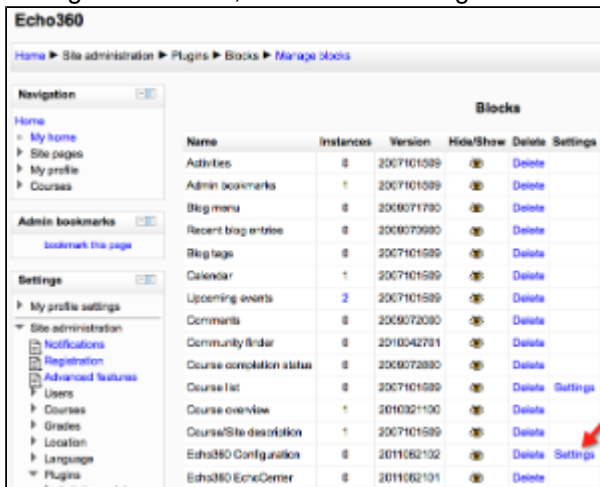 Echo360
Home ► Site administration ► Plugins ► Blocks ► Manage blocks
Navigation
Home
My home
Site pages
My profile
Courses
Admin bookmarks
bookmark this page
Settings
My profile settings
Site administration
Notifications
Registration
Advanced features
Users
Courses
Grades
Location
Language
Plugins
Blocks
Name Instances Version Hide/Show Delete Settings
Activities 0 2007101509 Delete
Admin bookmarks 1 2007101509 Delete
Blog menu 0 2009071700 Delete
Recent blog entries 0 2009070900 Delete
Blog tags 0 2007101509 Delete
Calendar 1 2007101509 Delete
Upcoming events 2 2007101509 Delete
Comments 0 2009072000 Delete
Community finder 0 2010042701 Delete
Course completion status 0 2009072800 Delete
Course list 0 2007101509 Delete Settings
Course overview 1 2010021100 Delete
Course/Site description 1 2007101509 Delete
Echo360 Configuration 0 2011062102 Delete Settings
Echo360 EchoCenter 0 2011062101 Delete